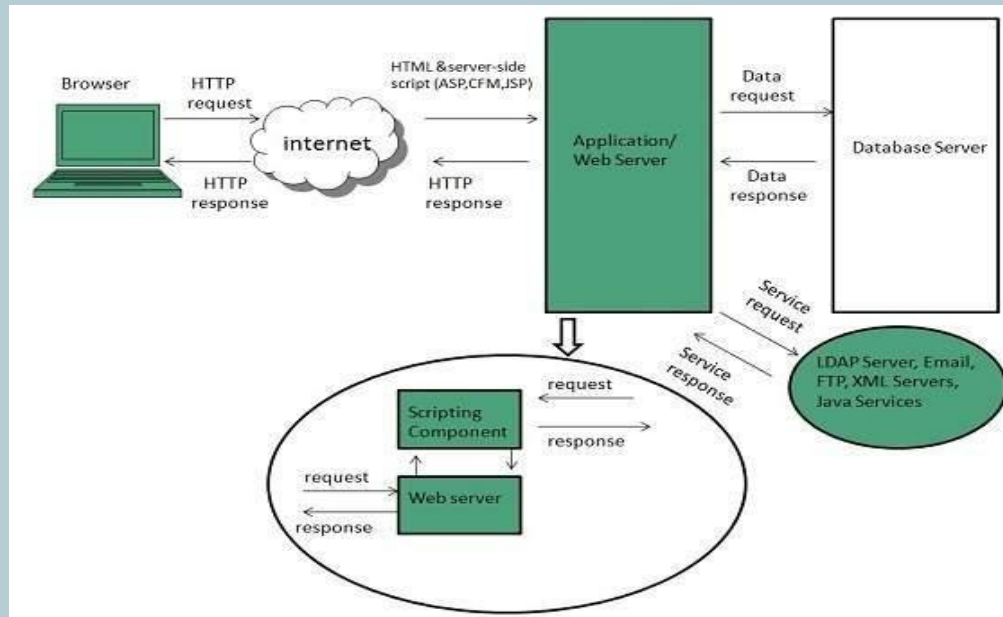 Browser
HTTP
request
HTTP
response
internet
HTML &server-side
script (ASP,CFM,JSP)
HTTP
response
Application/
Web Server
Data
request
Data
response
Database Server
Service
request
Service
response
LDAP Server, Email,
FTP, XML Servers,
Java Services
request
Scripting
Component
response
request
Web server
response